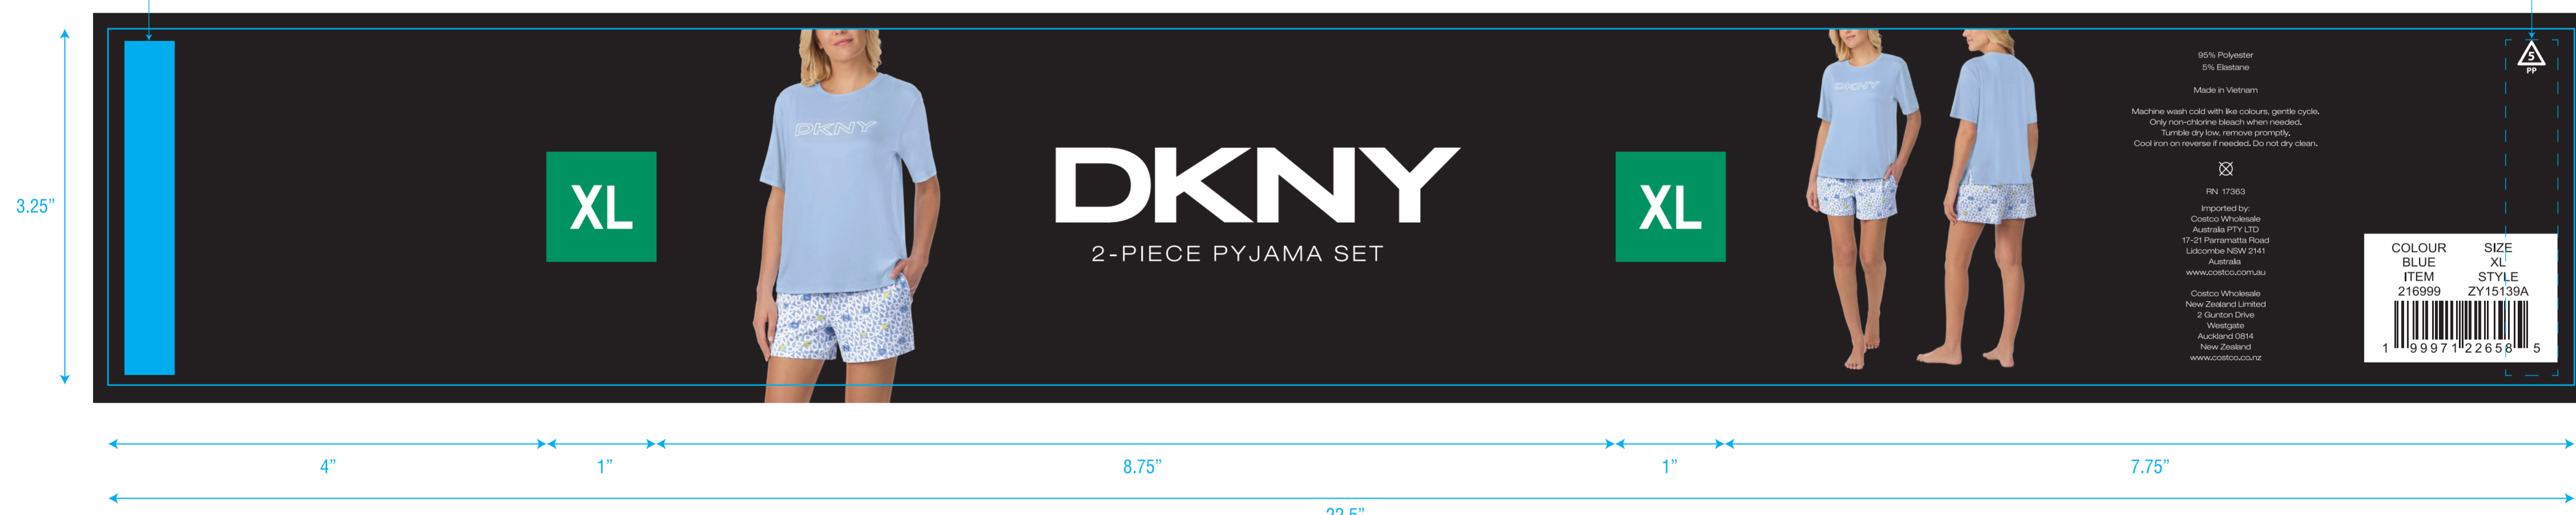 3.25”
XL
DKNY
DKNY
2-PIECE PYJAMA SET
XL
DKNY
95% Polyester
5% Elastane
Made in Vietnam
Machine wash cold with like colours, gentle cycle.
Only non-chlorine bleach when needed.
Tumble dry low, remove promptly.
Cool iron on reverse if needed. Do not dry clean.
RN 17363
Imported by:
Costco Wholesale
Australia PTY LTD
17-21 Parramatta Road
Lidcombe NSW 2141
Australia
www.costco.com.au
Costco Wholesale
New Zealand Limited
2 Gunton Drive
Westgate
Auckland 0814
New Zealand
www.costco.co.nz
5
PP
COLOUR SIZE
BLUE XL
ITEM STYLE
216999 ZY15139A
1 99971 22658 5
4” 1” 8.75” 1” 7.75”
22.5”